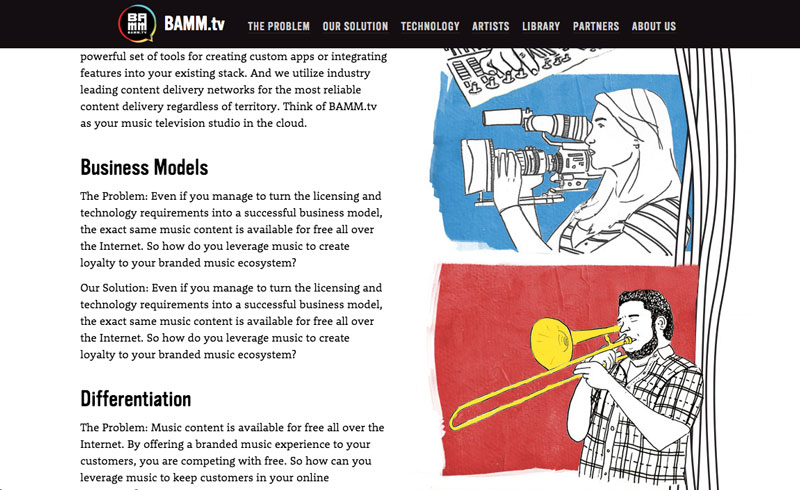 BAMM.tv
THE PROBLEM
OUR SOLUTION
TECHNOLOGY
ARTISTS
LIBRARY
PARTNERS
ABOUT US
BA
MM
BAMM.TV
powerful set of tools for creating custom apps or integrating
features into your existing stack. And we utilize industry
leading content delivery networks for the most reliable
content delivery regardless of territory. Think of BAMM.tv
as your music television studio in the cloud.
Business Models
The Problem: Even if you manage to turn the licensing and
technology requirements into a successful business model,
the exact same music content is available for free all over
the Internet. So how do you leverage music to create
loyalty to your branded music ecosystem?
Our Solution: Even if you manage to turn the licensing and
technology requirements into a successful business model,
the exact same music content is available for free all over
the Internet. So how do you leverage music to create
loyalty to your branded music ecosystem?
Differentiation
The Problem: Music content is available for free all over the
Internet. By offering a branded music experience to your
customers, you are competing with free. So how can you
leverage music to keep customers in your online